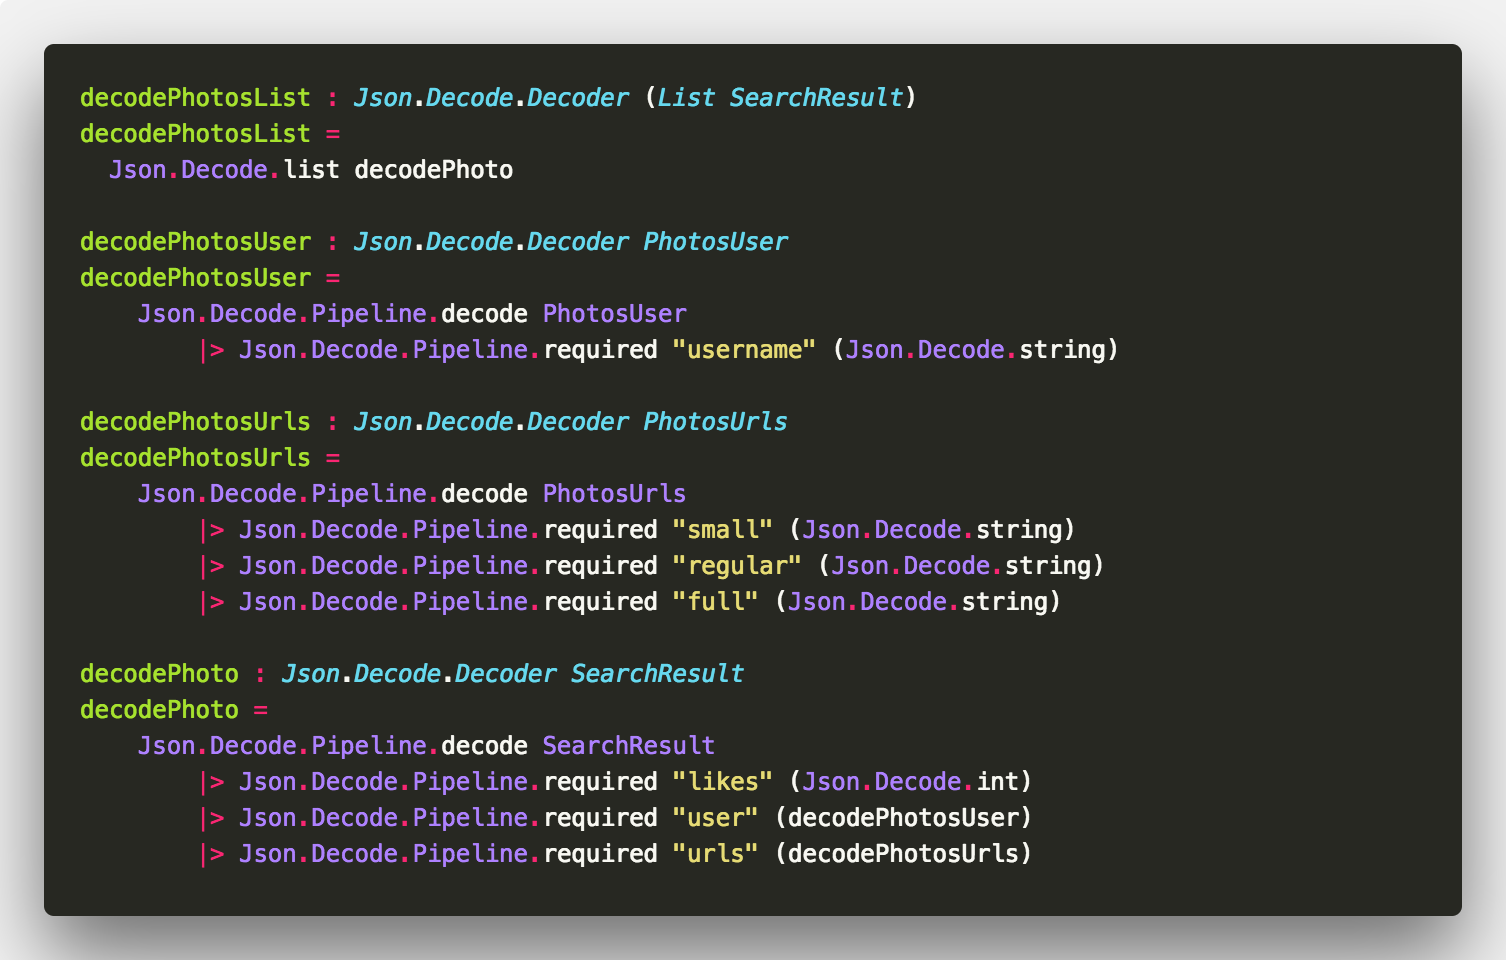 decodePhotosList : Json.Decode.Decoder (List SearchResult)
decodePhotosList =
  Json.Decode.list decodePhoto

decodePhotosUser : Json.Decode.Decoder PhotosUser
decodePhotosUser =
    Json.Decode.Pipeline.decode PhotosUser
        |> Json.Decode.Pipeline.required "username" (Json.Decode.string)

decodePhotosUrls : Json.Decode.Decoder PhotosUrls
decodePhotosUrls =
    Json.Decode.Pipeline.decode PhotosUrls
        |> Json.Decode.Pipeline.required "small" (Json.Decode.string)
        |> Json.Decode.Pipeline.required "regular" (Json.Decode.string)
        |> Json.Decode.Pipeline.required "full" (Json.Decode.string)

decodePhoto : Json.Decode.Decoder SearchResult
decodePhoto =
    Json.Decode.Pipeline.decode SearchResult
        |> Json.Decode.Pipeline.required "likes" (Json.Decode.int)
        |> Json.Decode.Pipeline.required "user" (decodePhotosUser)
        |> Json.Decode.Pipeline.required "urls" (decodePhotosUrls)